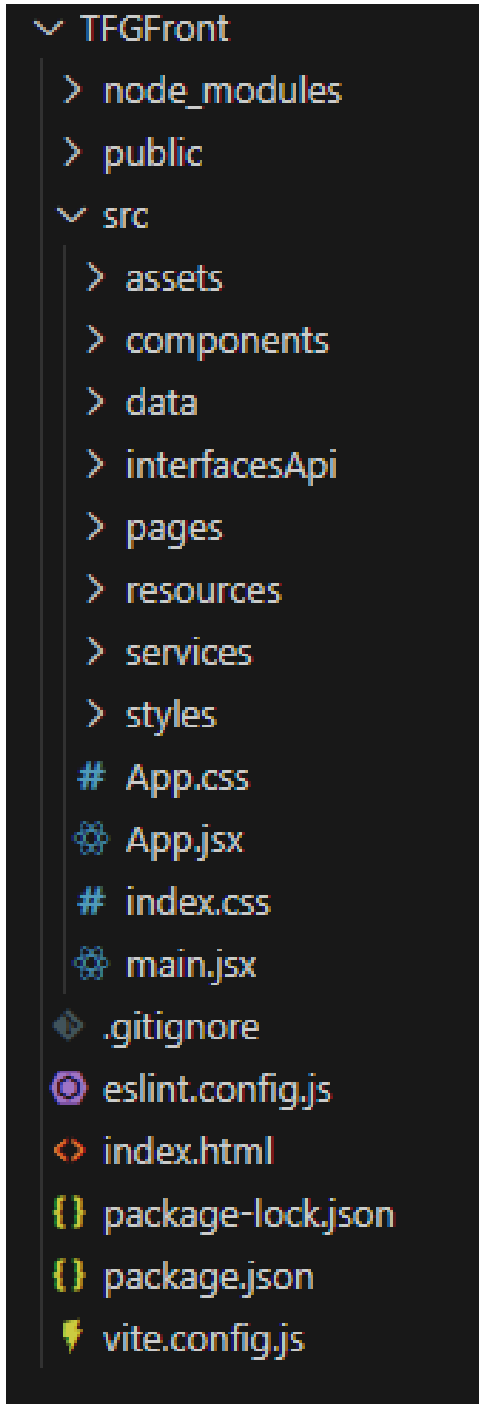 TFGFront
node_modules
public
src
assets
components
data
interfacesApi
pages
resources
services
styles
# App.css
App.jsx
# index.css
main.jsx
.gitignore
eslint.config.js
<> index.html
{} package-lock.json
{} package.json
vite.config.js